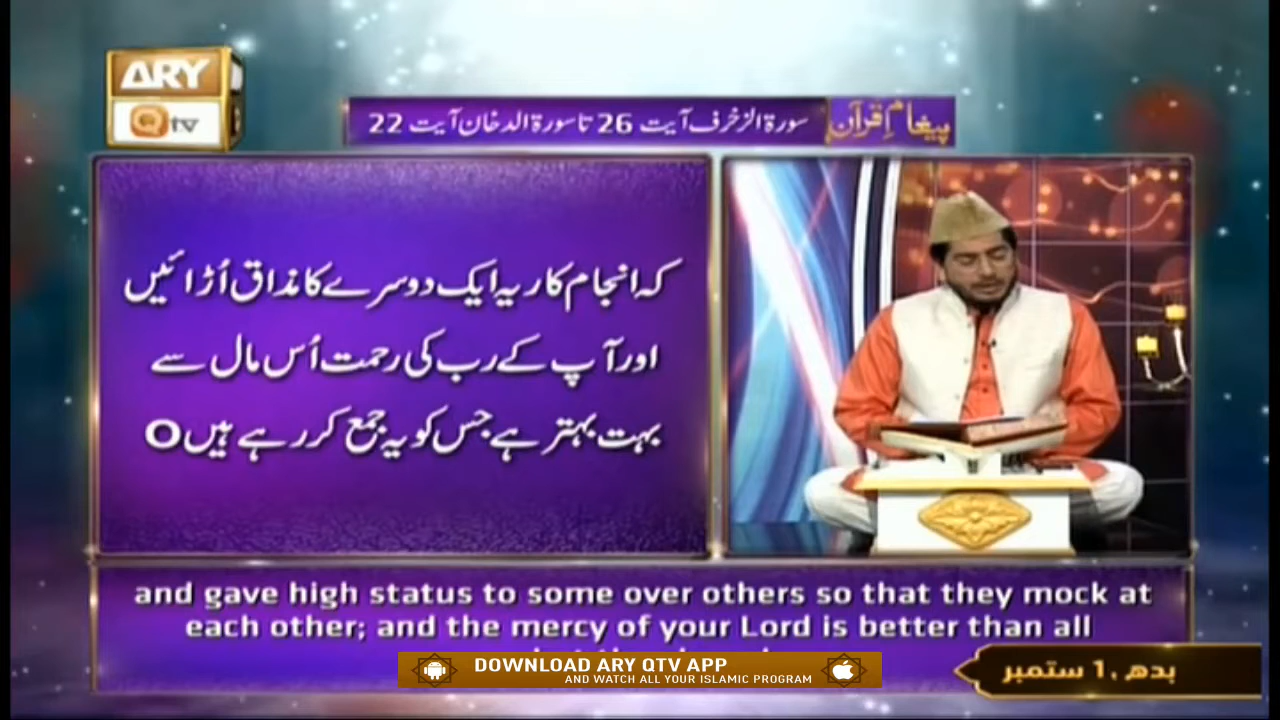 ARY
Qtv
پیغام قرآن
سورۃ الزخرف آیت 26 تا سورۃ الدخان آیت 22
کہ انجام کار یہ ایک دوسرے کا مذاق اُڑائیں
اور آپ کے رب کی رحمت اُس مال سے
بہت بہتر ہے جس کو یہ جمع کر رہے ہیں O
and gave high status to some over others so that they mock at
each other; and the mercy of your Lord is better than all
DOWNLOAD ARY QTV APP
AND WATCH ALL YOUR ISLAMIC PROGRAM
بدھ، 1 ستمبر